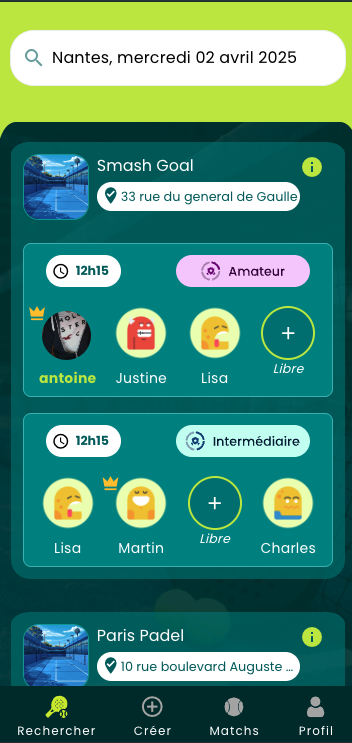 Nantes, mercredi 02 avril 2025
Smash Goal
33 rue du general de Gaulle
12h15
Amateur
antoine
Justine
Lisa
Libre
12h15
Intermédiaire
Lisa
Martin
Libre
Charles
Paris Padel
10 rue boulevard Auguste ...
Rechercher
Créer
Matchs
Profil